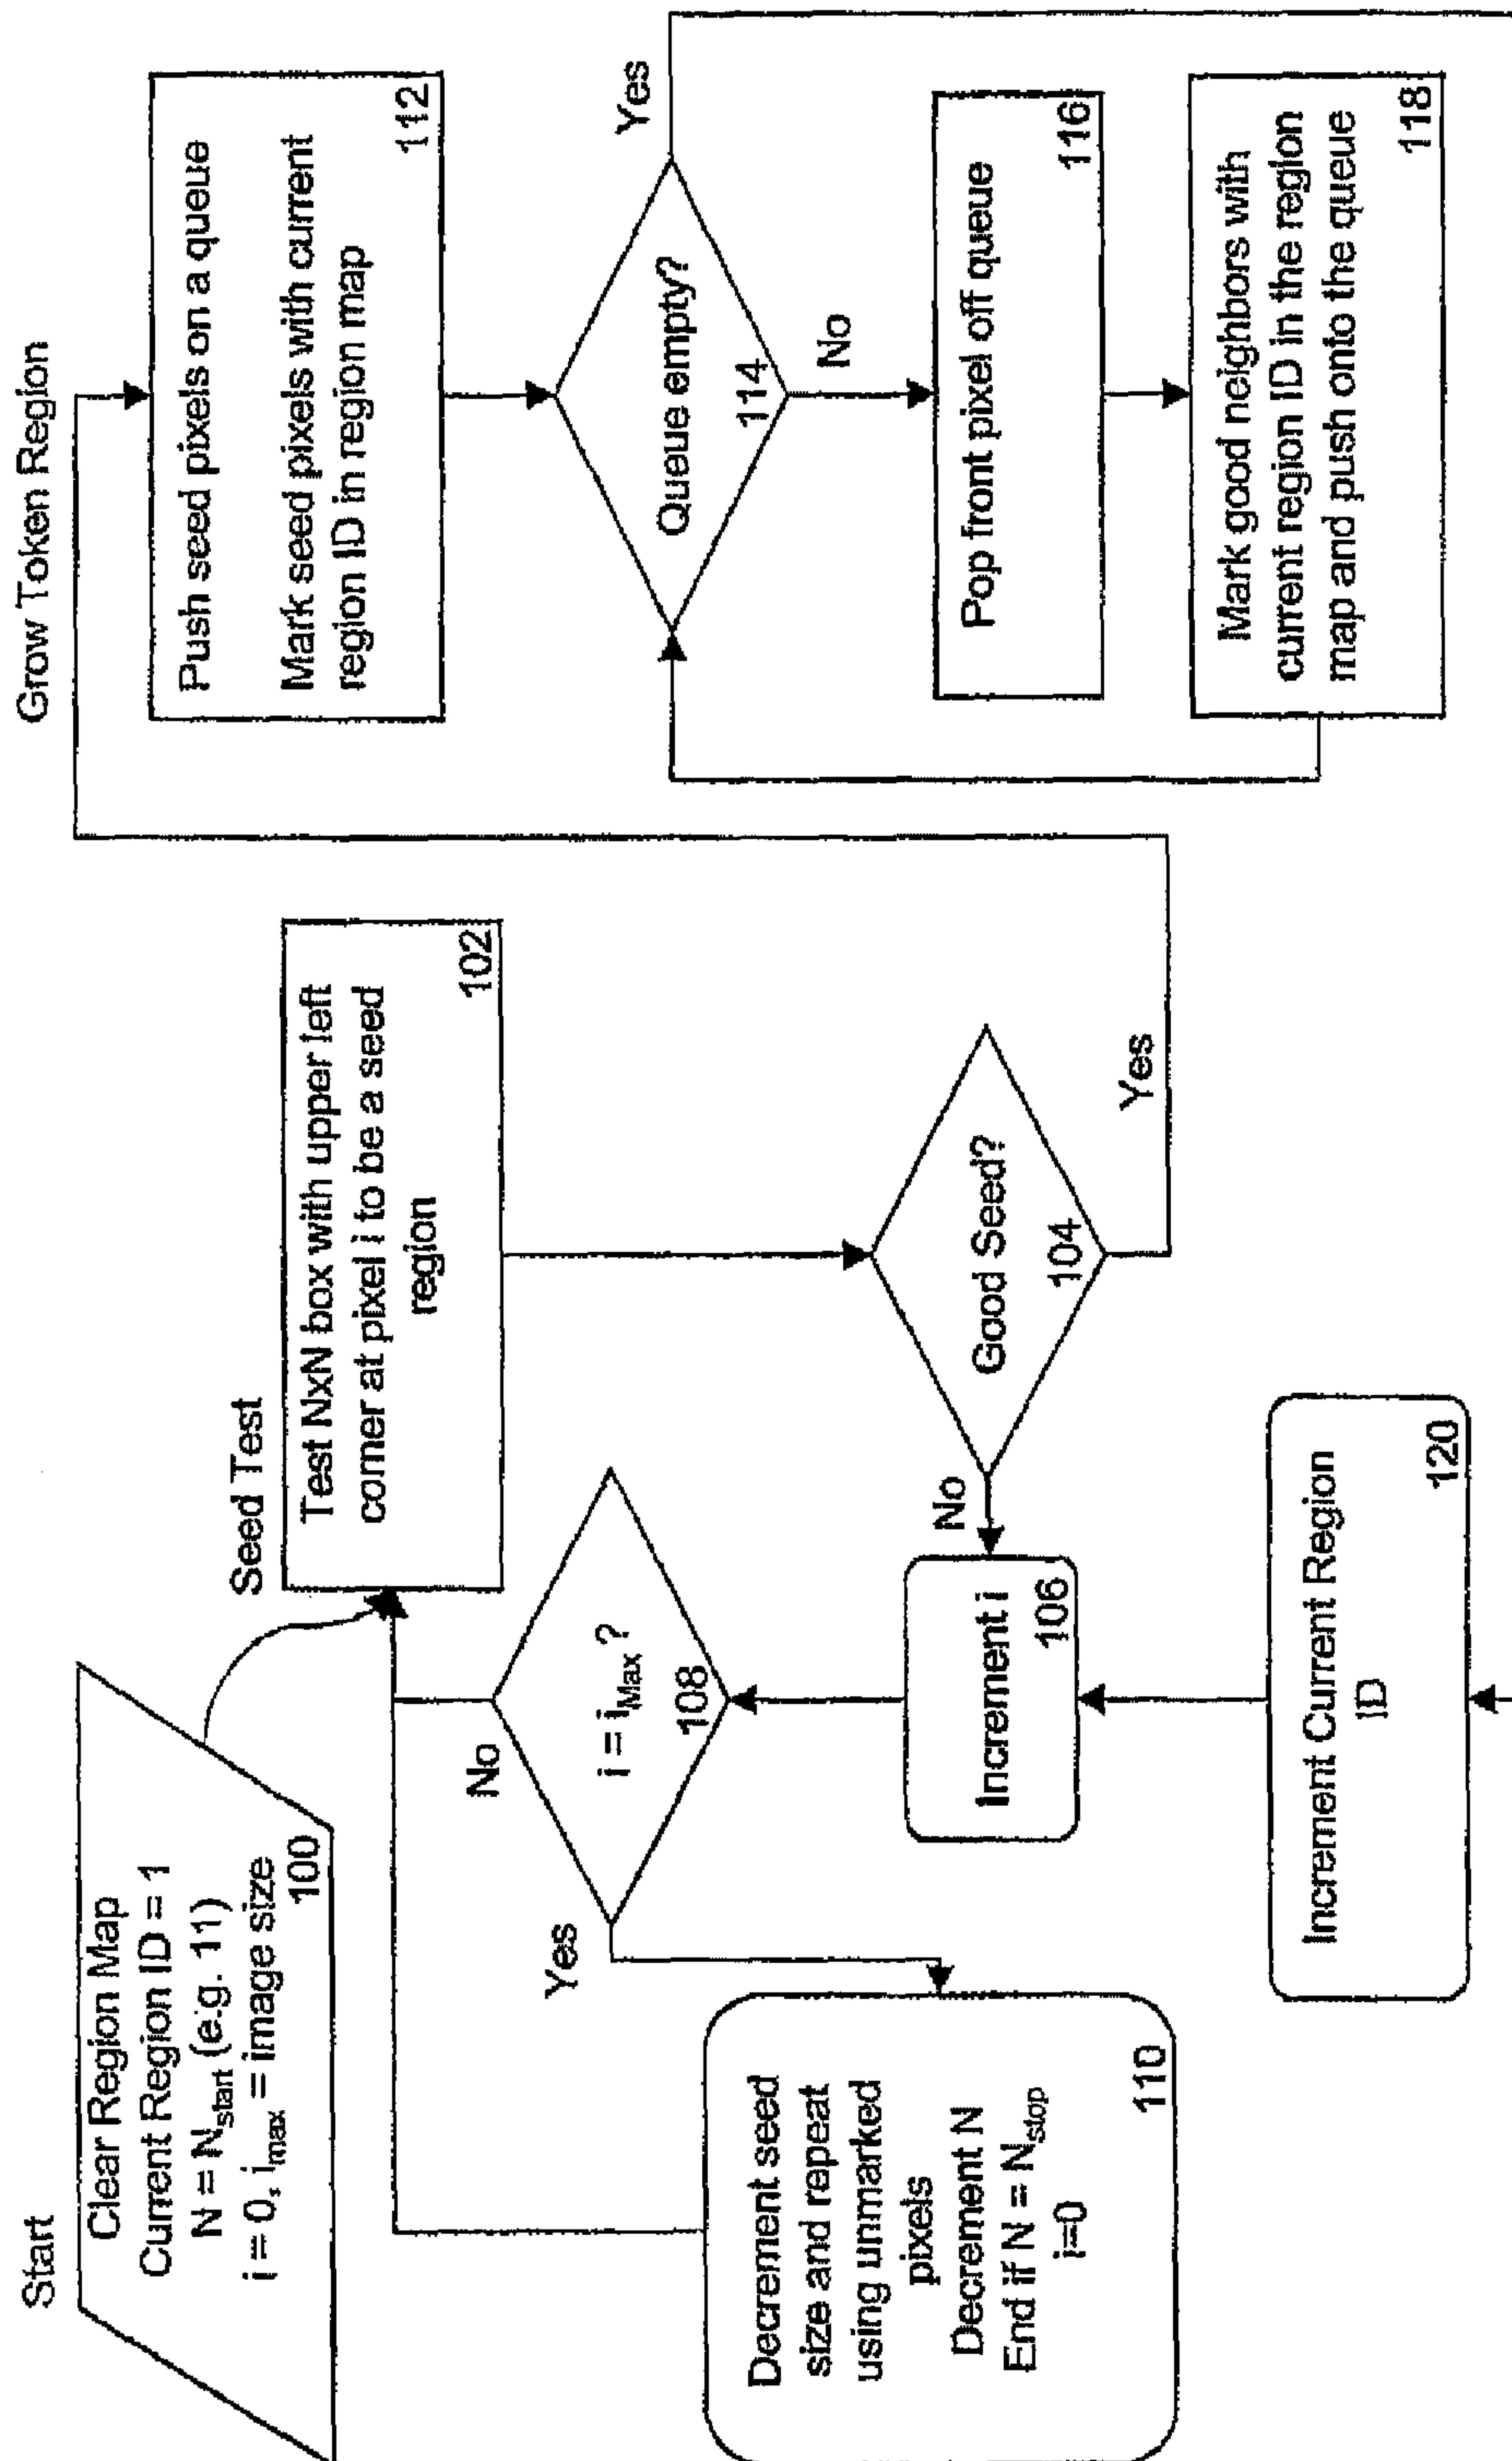 Start
Clear Region Map
Current Region ID = 1
N = Nstart (e.g. 11)
i = 0, imax = image size
100
Seed Test
Test NxN box with upper left
corner at pixel i to be a seed
region
102
Good Seed?
104
No
Yes
Increment i
106
i = iMax ?
108
No
Yes
Decrement seed
size and repeat
using unmarked
pixels
Decrement N
End if N = Nstop
i=0
110
Grow Token Region
Push seed pixels on a queue
Mark seed pixels with current
region ID in region map
112
Queue empty?
114
Yes
No
Pop front pixel off queue
116
Mark good neighbors with
current region ID in the region
map and push onto the queue
118
Increment Current Region
ID
120